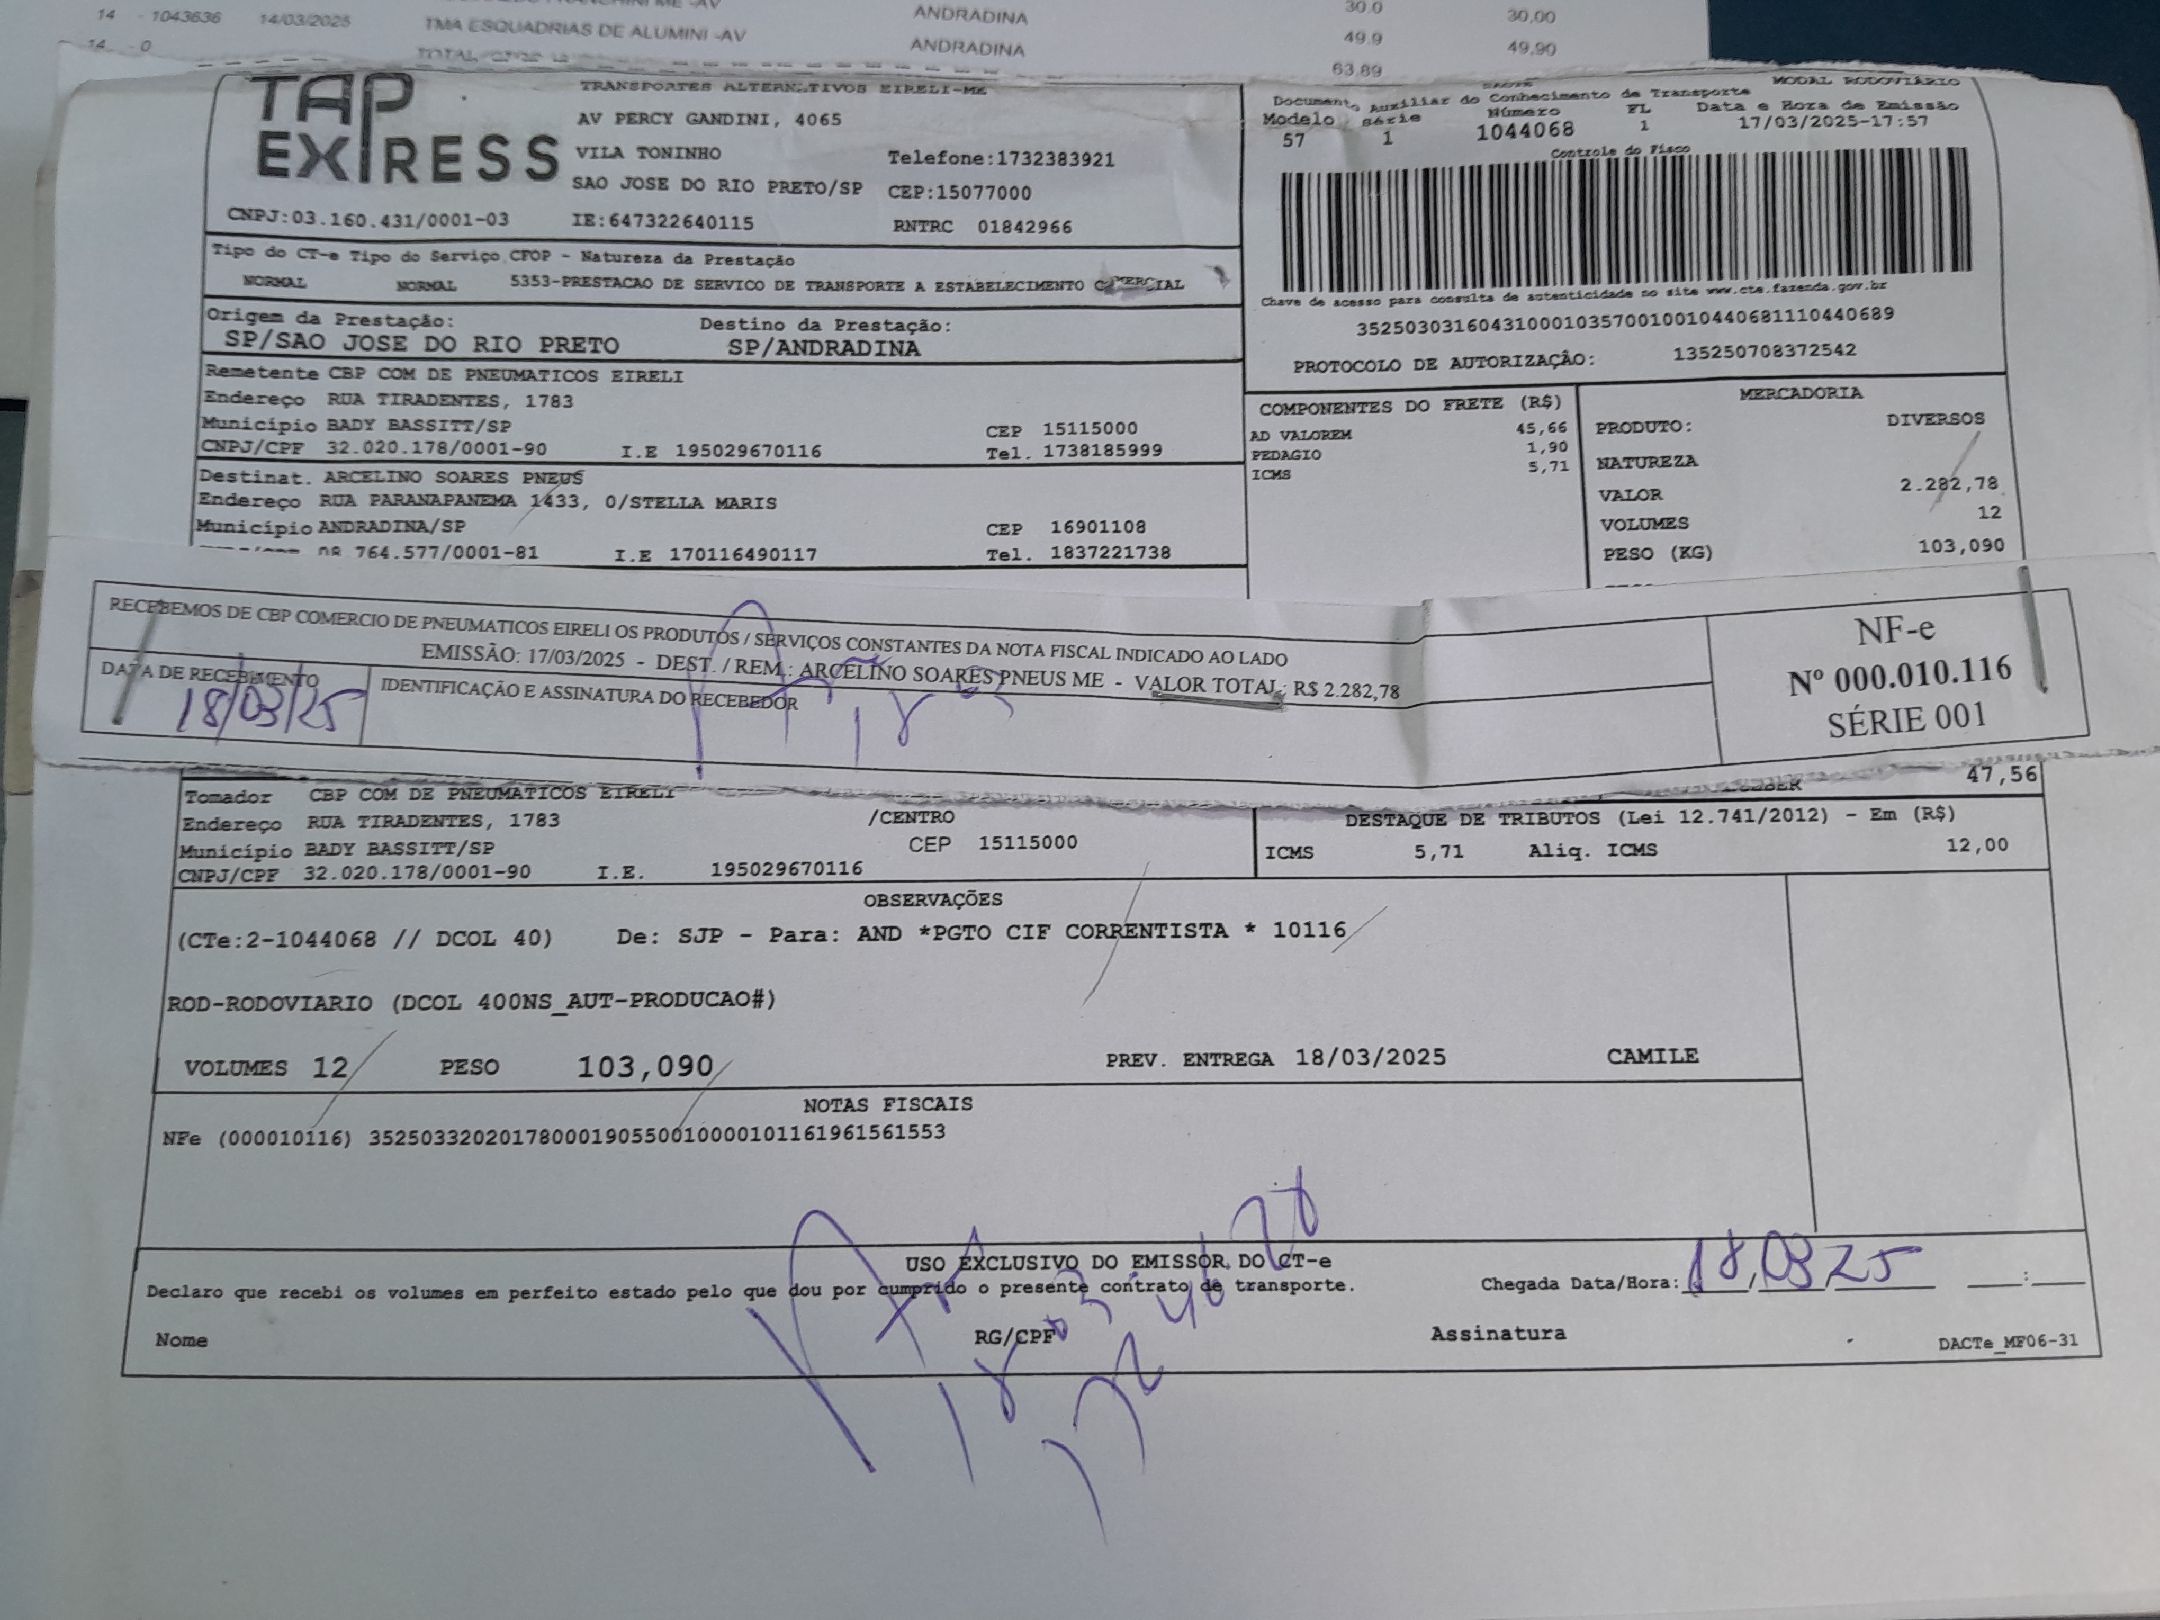 14 - 1043636 14/03/2025 ANDRADINA 30.0 30,00
14 - 0 TMA ESQUADRIAS DE ALUMINI -AV ANDRADINA 49.9 49,90
63.89
TAP EXPRESS
TRANSPORTES ALTERNATIVOS EIRELI-ME
AV PERCY GANDINI, 4065
VILA TONINHO Telefone:1732383921
SAO JOSE DO RIO PRETO/SP CEP:15077000
CNPJ:03.160.431/0001-03 IE:647322640115 RNTRC 01842966
MODAL RODOVIÁRIO
Documento Auxiliar do Conhecimento de Transporte
Modelo Série Número FL Data e Hora de Emissão
57 1 1044068 1 17/03/2025-17:57
Controle do Fisco
Chave de acesso para consulta de autenticidade no site www.cte.fazenda.gov.br
35250303160431000103570010010440681110440689
PROTOCOLO DE AUTORIZAÇÃO: 135250708372542
Tipo do CT-e Tipo do Serviço CFOP - Natureza da Prestação
NORMAL NORMAL 5353-PRESTACAO DE SERVICO DE TRANSPORTE A ESTABELECIMENTO COMERCIAL
Origem da Prestação: Destino da Prestação:
SP/SAO JOSE DO RIO PRETO SP/ANDRADINA
Remetente CBP COM DE PNEUMATICOS EIRELI
Endereço RUA TIRADENTES, 1783
Município BADY BASSITT/SP CEP 15115000
CNPJ/CPF 32.020.178/0001-90 I.E 195029670116 Tel. 1738185999
Destinat. ARCELINO SOARES PNEUS
Endereço RUA PARANAPANEMA 1433, 0/STELLA MARIS
Município ANDRADINA/SP CEP 16901108
08 764.577/0001-81 I.E 170116490117 Tel. 1837221738
COMPONENTES DO FRETE (R$)
AD VALOREM 45,66
PEDAGIO 1,90
ICMS 5,71
MERCADORIA
PRODUTO: DIVERSOS
NATUREZA
VALOR 2.282,78
VOLUMES 12
PESO (KG) 103,090
RECEBEMOS DE CBP COMERCIO DE PNEUMATICOS EIRELI OS PRODUTOS / SERVIÇOS CONSTANTES DA NOTA FISCAL INDICADO AO LADO
EMISSÃO: 17/03/2025 - DEST. / REM.: ARCELINO SOARES PNEUS ME - VALOR TOTAL: R$ 2.282,78
DATA DE RECEBIMENTO IDENTIFICAÇÃO E ASSINATURA DO RECEBEDOR
18/03/25
NF-e
Nº 000.010.116
SÉRIE 001
47,56
Tomador CBP COM DE PNEUMATICOS EIRELI
Endereço RUA TIRADENTES, 1783 /CENTRO
Município BADY BASSITT/SP CEP 15115000
CNPJ/CPF 32.020.178/0001-90 I.E. 195029670116
DESTAQUE DE TRIBUTOS (Lei 12.741/2012) - Em (R$)
ICMS 5,71 Aliq. ICMS 12,00
OBSERVAÇÕES
(CTe:2-1044068 // DCOL 40) De: SJP - Para: AND *PGTO CIF CORRENTISTA * 10116
ROD-RODOVIARIO (DCOL 400NS_AUT-PRODUCAO#)
VOLUMES 12 PESO 103,090 PREV. ENTREGA 18/03/2025 CAMILE
NOTAS FISCAIS
NFe (000010116) 35250332020178000190550010000101161961561553
USO EXCLUSIVO DO EMISSOR DO CT-e
Declaro que recebi os volumes em perfeito estado pelo que dou por cumprido o presente contrato de transporte. Chegada Data/Hora: 18/03/25 :
Nome RG/CPF Assinatura DACTe_MF06-31